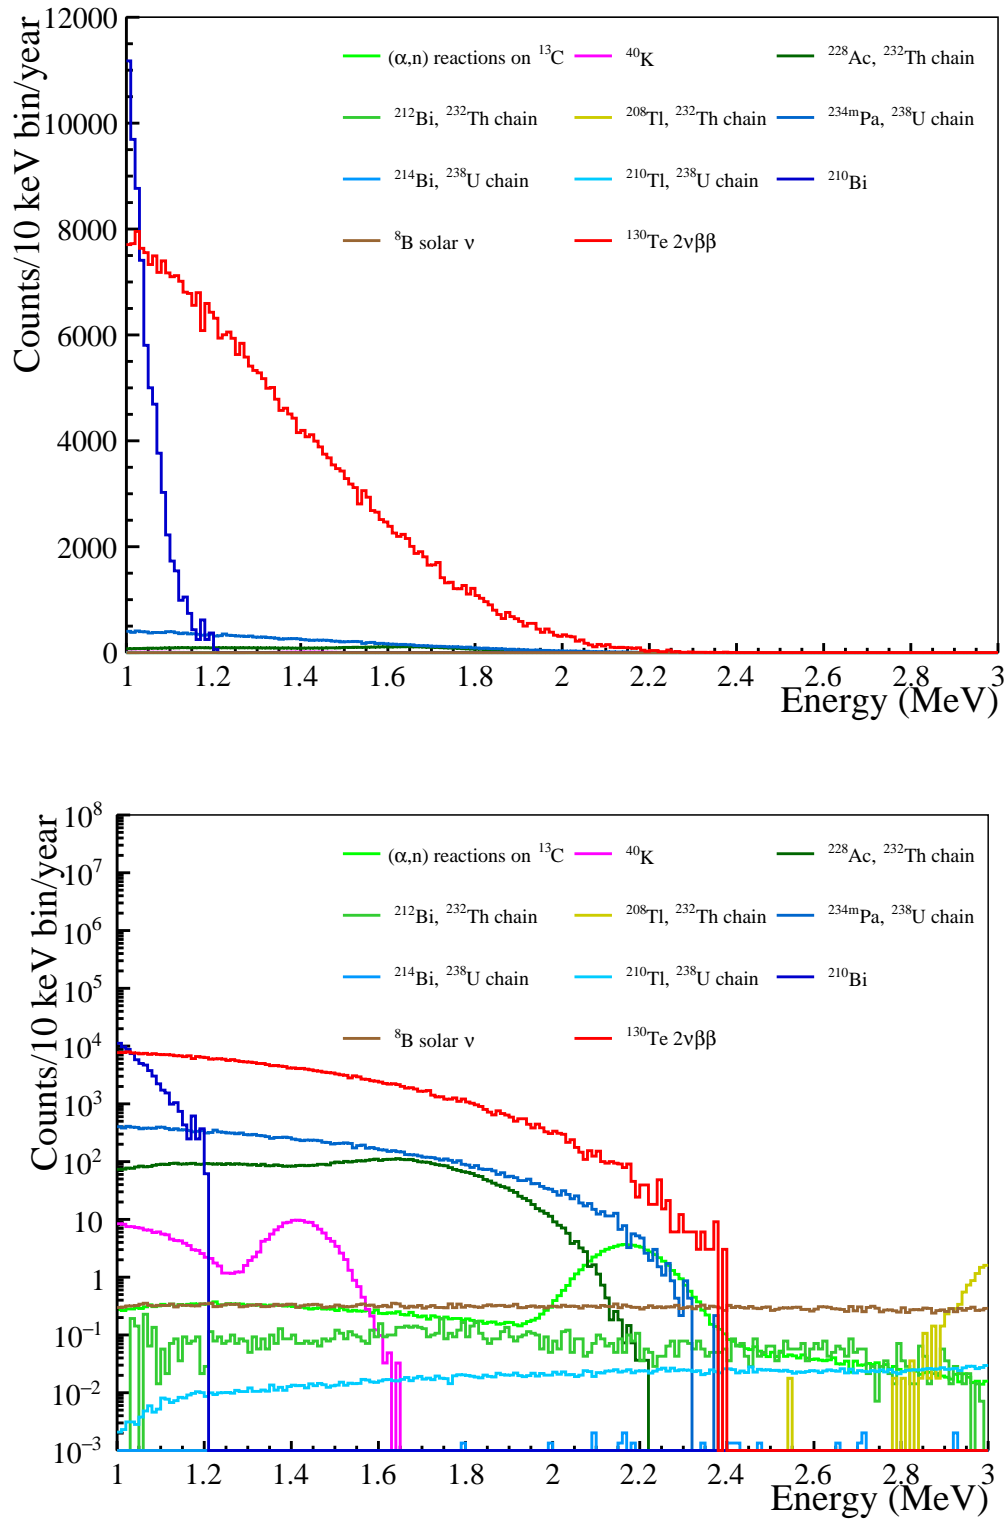 Counts/10 keV bin/year
12000
10000
8000
6000
4000
2000
0
(α,n) reactions on ¹³C
⁴⁰K
²²⁸Ac, ²³²Th chain
²¹²Bi, ²³²Th chain
²⁰⁸Tl, ²³²Th chain
²³⁴ᵐPa, ²³⁸U chain
²¹⁴Bi, ²³⁸U chain
²¹⁰Tl, ²³⁸U chain
²¹⁰Bi
⁸B solar ν
¹³⁰Te 2νββ
1 1.2 1.4 1.6 1.8 2 2.2 2.4 2.6 2.8 3
Energy (MeV)
Counts/10 keV bin/year
10⁸
10⁷
10⁶
10⁵
10⁴
10³
10²
10
1
10⁻¹
10⁻²
10⁻³
(α,n) reactions on ¹³C
⁴⁰K
²²⁸Ac, ²³²Th chain
²¹²Bi, ²³²Th chain
²⁰⁸Tl, ²³²Th chain
²³⁴ᵐPa, ²³⁸U chain
²¹⁴Bi, ²³⁸U chain
²¹⁰Tl, ²³⁸U chain
²¹⁰Bi
⁸B solar ν
¹³⁰Te 2νββ
1 1.2 1.4 1.6 1.8 2 2.2 2.4 2.6 2.8 3
Energy (MeV)